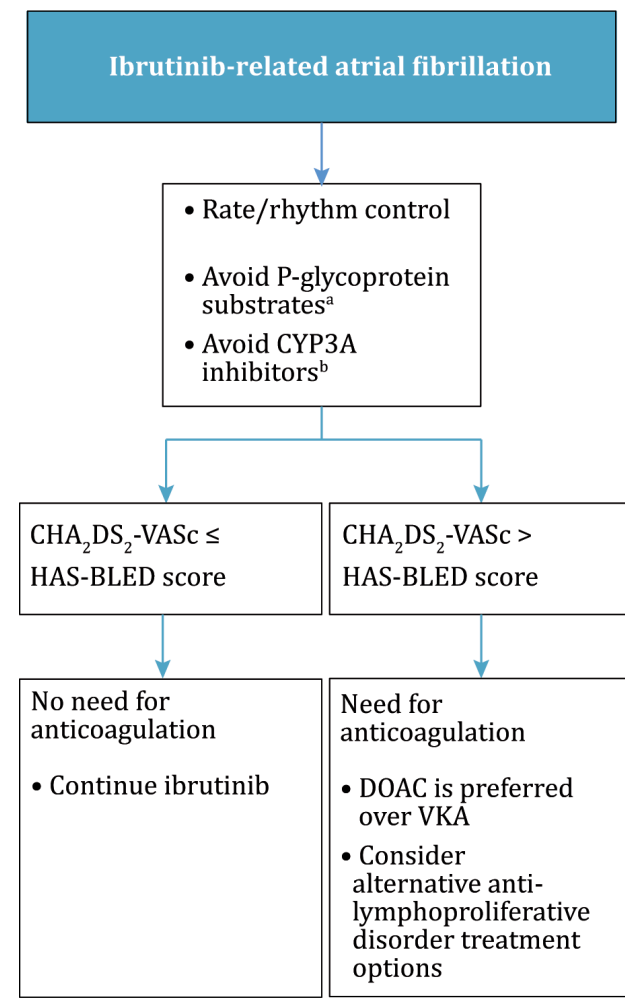 Ibrutinib-related atrial fibrillation
• Rate/rhythm control
• Avoid P-glycoprotein
substratesᵃ
• Avoid CYP3A
inhibitorsᵇ
CHA₂DS₂-VASc ≤
HAS-BLED score
CHA₂DS₂-VASc >
HAS-BLED score
No need for
anticoagulation
• Continue ibrutinib
Need for
anticoagulation
• DOAC is preferred
over VKA
• Consider
alternative anti-
lymphoproliferative
disorder treatment
options